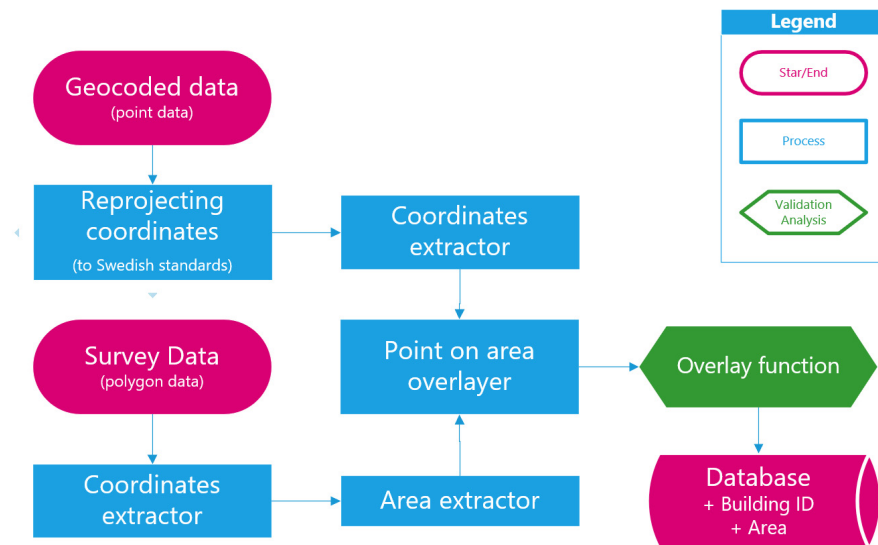 Legend
Star/End
Process
Validation
Analysis
Geocoded data
(point data)
Reprojecting
coordinates
(to Swedish standards)
Coordinates
extractor
Survey Data
(polygon data)
Point on area
overlayer
Overlay function
Coordinates
extractor
Area extractor
Database
+ Building ID
+ Area